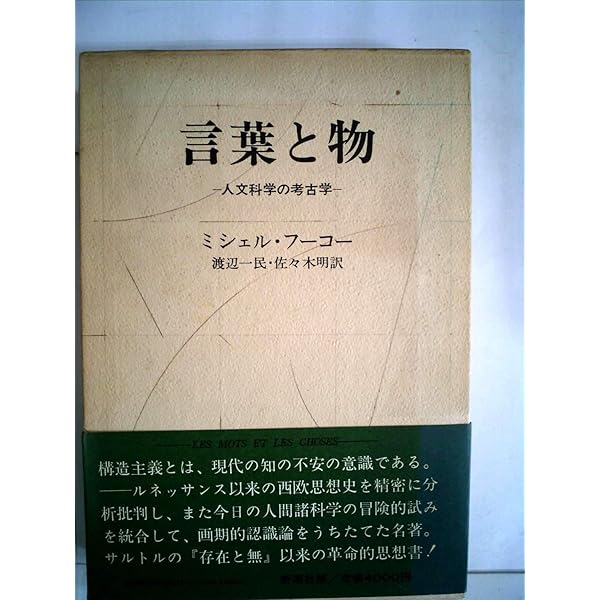 言葉と物
—人文科学の考古学—
ミシェル・フーコー
渡辺一民・佐々木明訳
LES MOTS ET LES CHOSES
構造主義とは、現代の知の不安の意識である。
——ルネッサンス以来の西欧思想史を精密に分
析批判し、また今日の人間諸科学の冒険的試み
を統合して、画期的認識論をうちたてた名著。
サルトルの『存在と無』以来の革命的思想書！
新潮社版／定価4000円